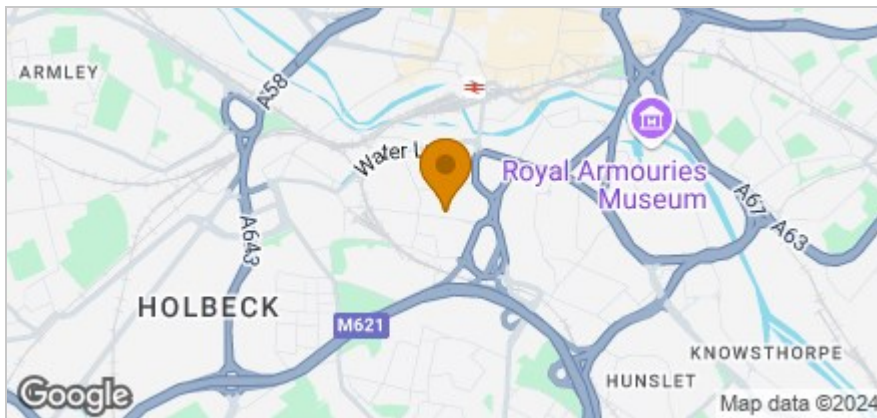 ARMLEY
A58
Water L
Royal Armouries
Museum
A67
A63
A643
HOLBECK
M621
KNOWSTHORPE
HUNSLET
Google
Map data ©2024